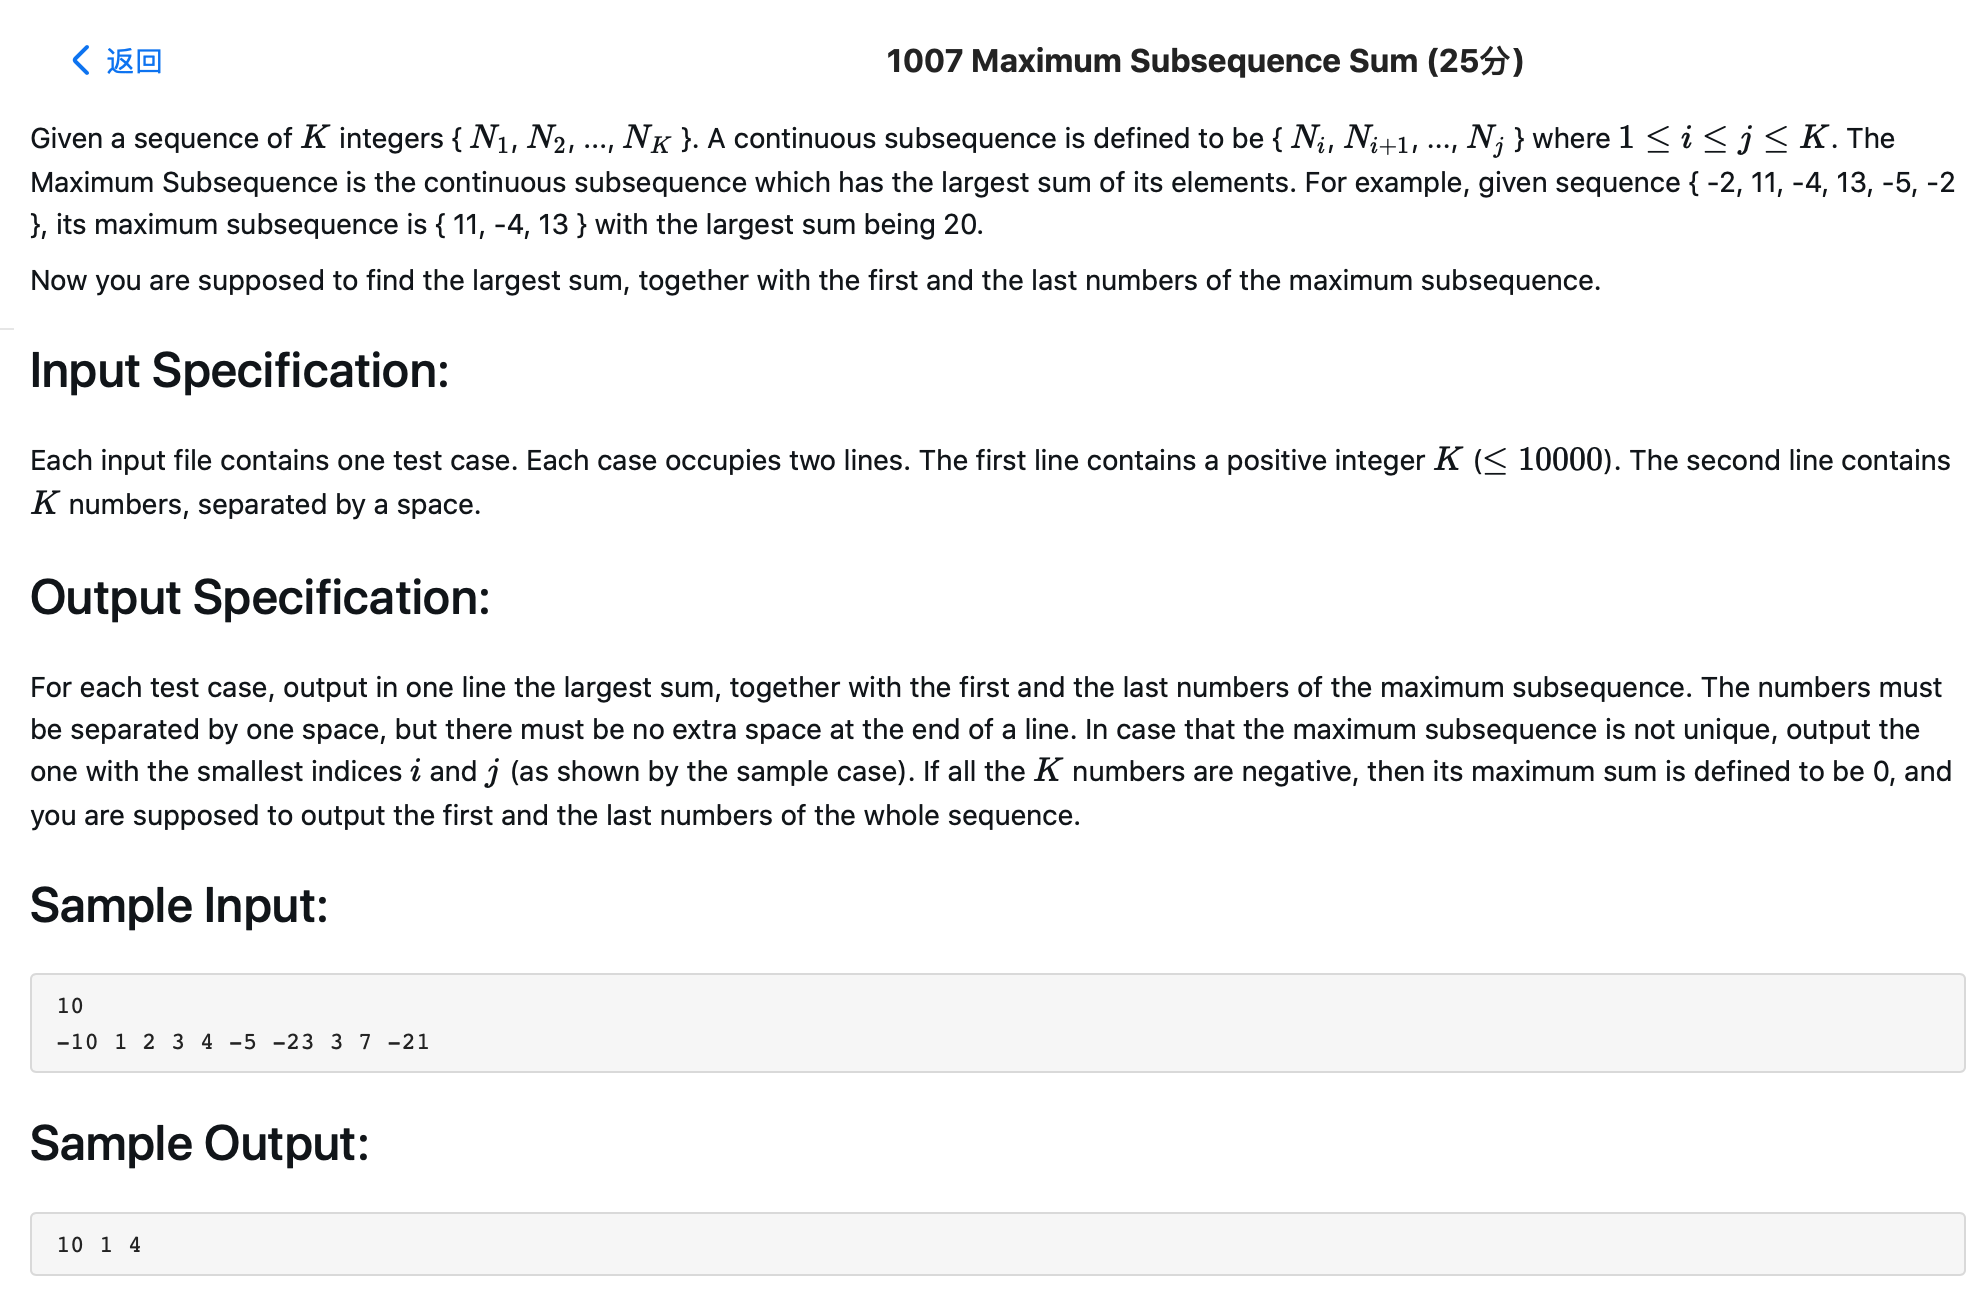 返回
1007 Maximum Subsequence Sum (25分)
Given a sequence of K integers { N₁, N₂, ..., N_K }. A continuous subsequence is defined to be { Nᵢ, Nᵢ₊₁, ..., Nⱼ } where 1 ≤ i ≤ j ≤ K. The
Maximum Subsequence is the continuous subsequence which has the largest sum of its elements. For example, given sequence { -2, 11, -4, 13, -5, -2
}, its maximum subsequence is { 11, -4, 13 } with the largest sum being 20.
Now you are supposed to find the largest sum, together with the first and the last numbers of the maximum subsequence.
Input Specification:
Each input file contains one test case. Each case occupies two lines. The first line contains a positive integer K (≤ 10000). The second line contains
K numbers, separated by a space.
Output Specification:
For each test case, output in one line the largest sum, together with the first and the last numbers of the maximum subsequence. The numbers must
be separated by one space, but there must be no extra space at the end of a line. In case that the maximum subsequence is not unique, output the
one with the smallest indices i and j (as shown by the sample case). If all the K numbers are negative, then its maximum sum is defined to be 0, and
you are supposed to output the first and the last numbers of the whole sequence.
Sample Input:
10
-10 1 2 3 4 -5 -23 3 7 -21
Sample Output:
10 1 4